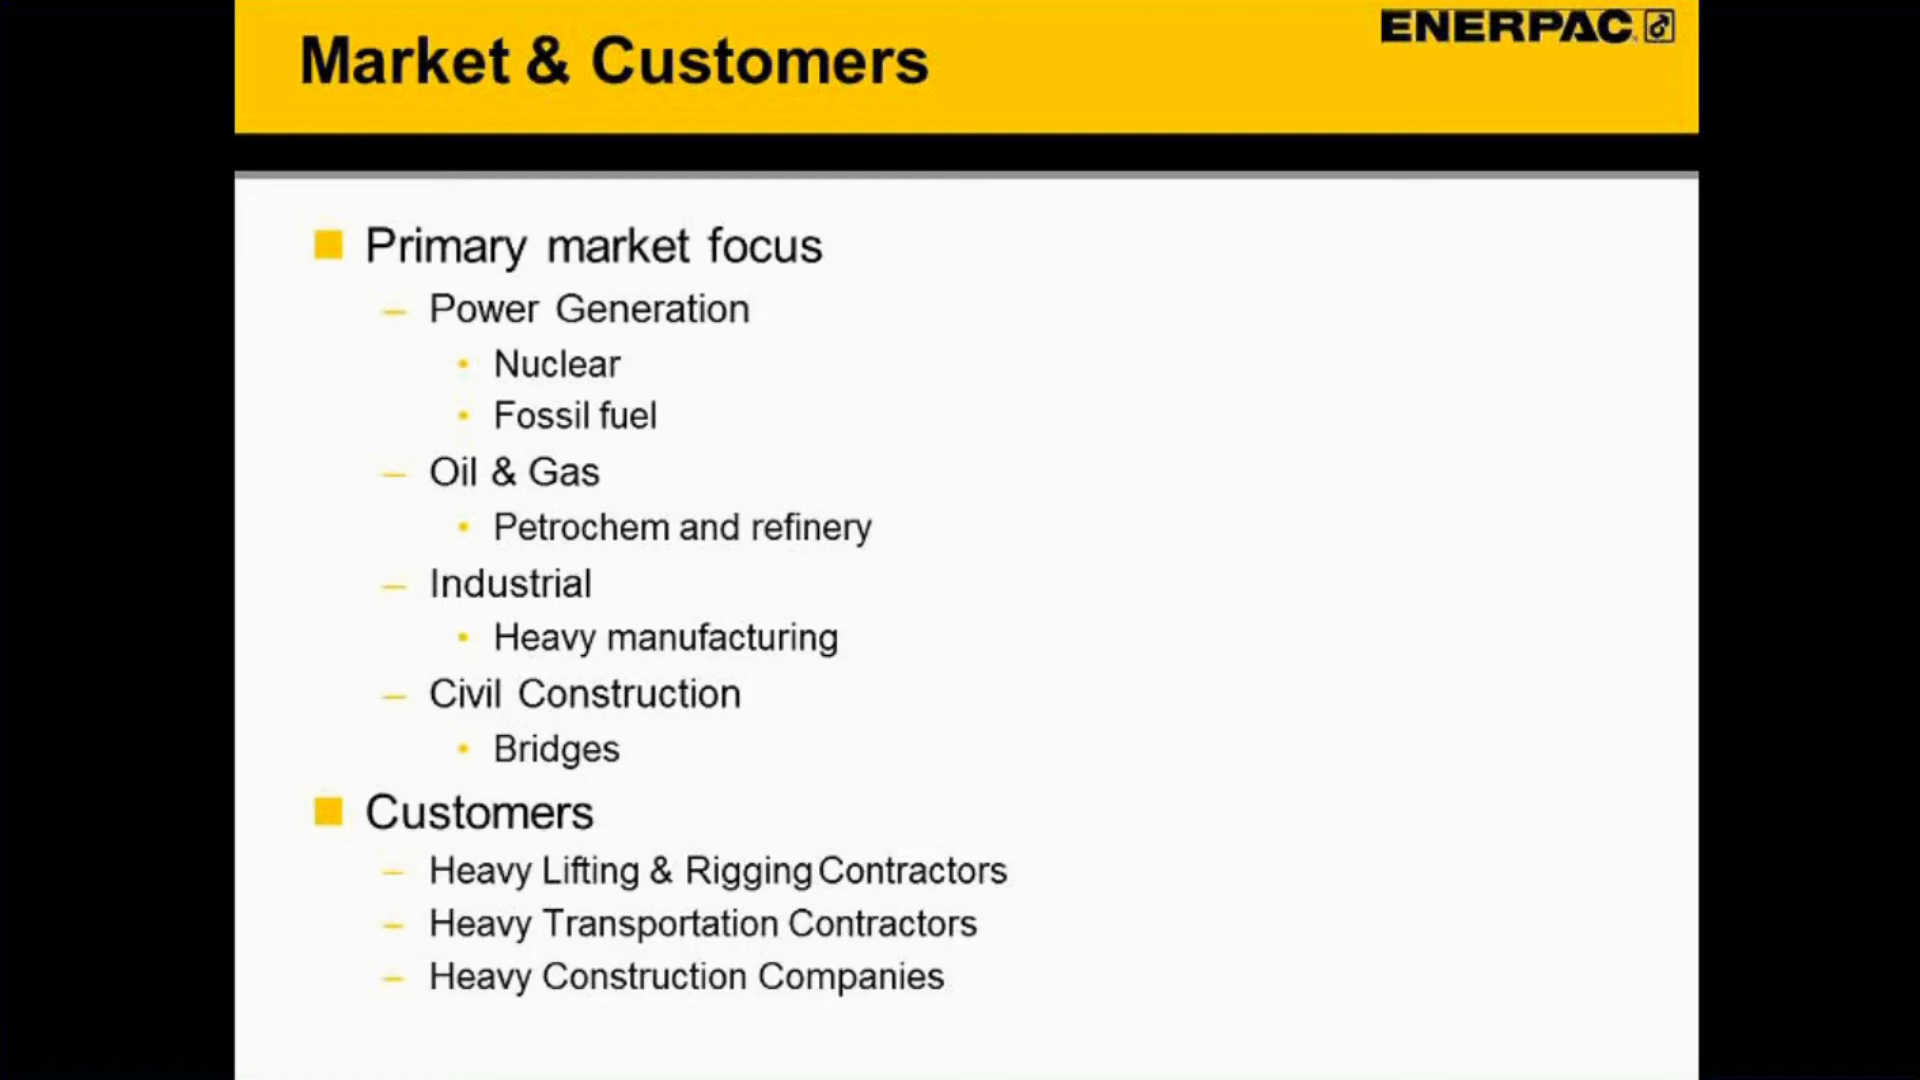 Market & Customers
ENERPAC
Primary market focus
– Power Generation
• Nuclear
• Fossil fuel
– Oil & Gas
• Petrochem and refinery
– Industrial
• Heavy manufacturing
– Civil Construction
• Bridges
Customers
– Heavy Lifting & Rigging Contractors
– Heavy Transportation Contractors
– Heavy Construction Companies